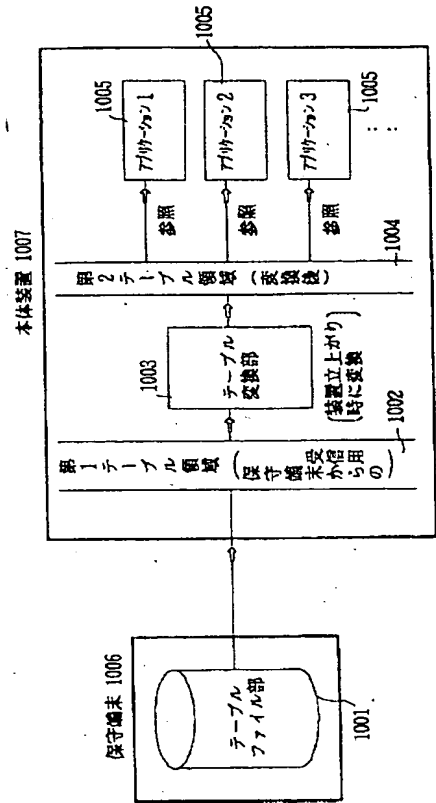 本体装置 1007
1005
アプリケーション1
1005
アプリケーション2
アプリケーション3
1005
: :
参照
参照
参照
第2テーブル領域(変換後)
1004
1003
テーブル
変換部
(装置立上がり
時に変換)
1002
第1テーブル領域
(保守端末からの
受信用)
保守端末 1006
テーブル
ファイル部
1001